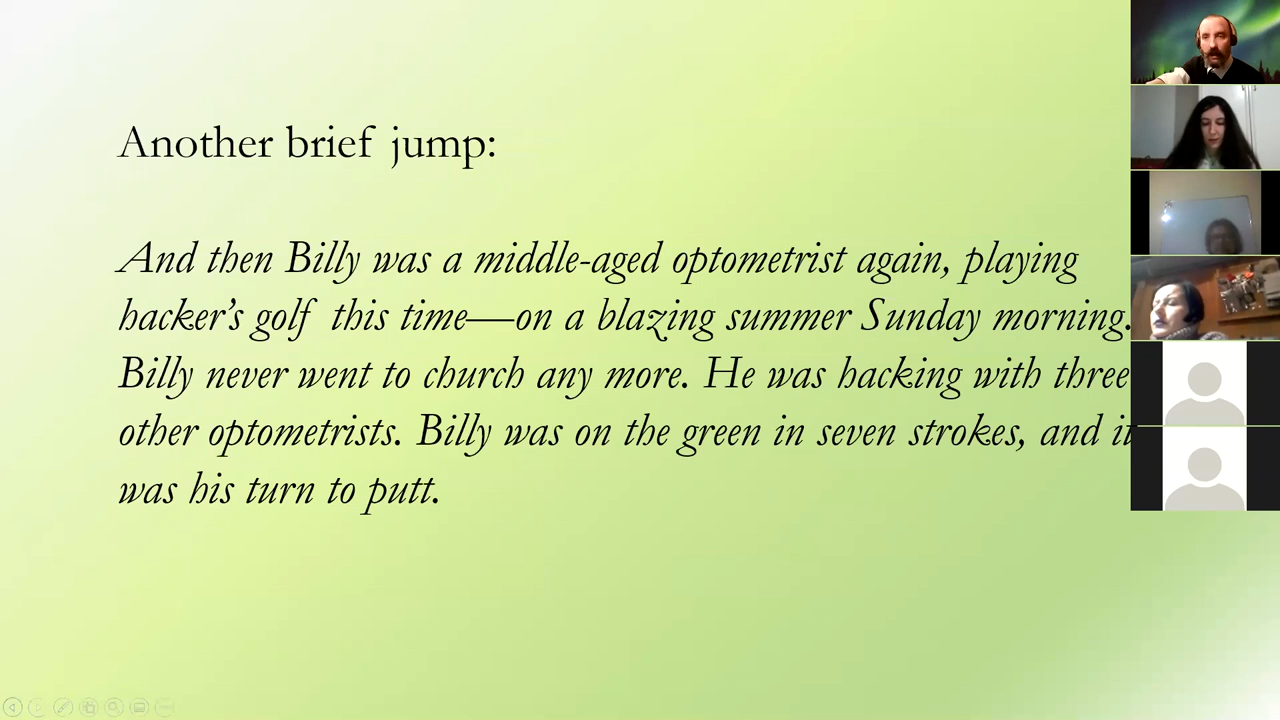 Another brief jump:
And then Billy was a middle-aged optometrist again, playing
hacker’s golf this time—on a blazing summer Sunday morning.
Billy never went to church any more. He was hacking with three
other optometrists. Billy was on the green in seven strokes, and it
was his turn to putt.